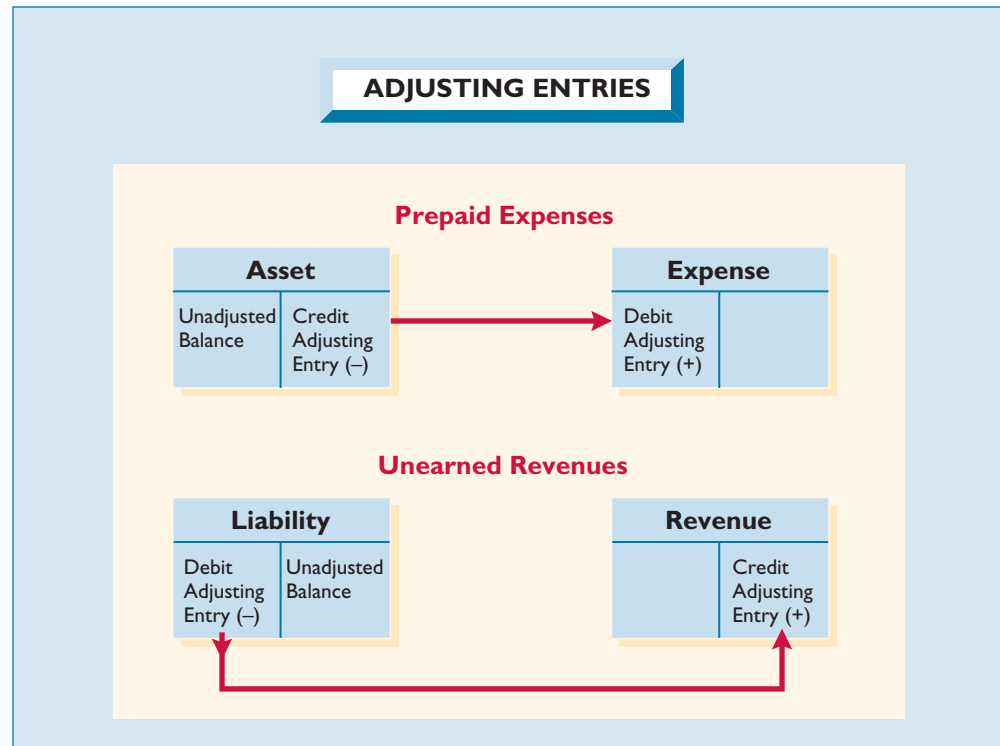 ADJUSTING ENTRIES
Prepaid Expenses
Asset
Unadjusted
Balance
Credit
Adjusting
Entry (–)
Expense
Debit
Adjusting
Entry (+)
Unearned Revenues
Liability
Debit
Adjusting
Entry (–)
Unadjusted
Balance
Revenue
Credit
Adjusting
Entry (+)